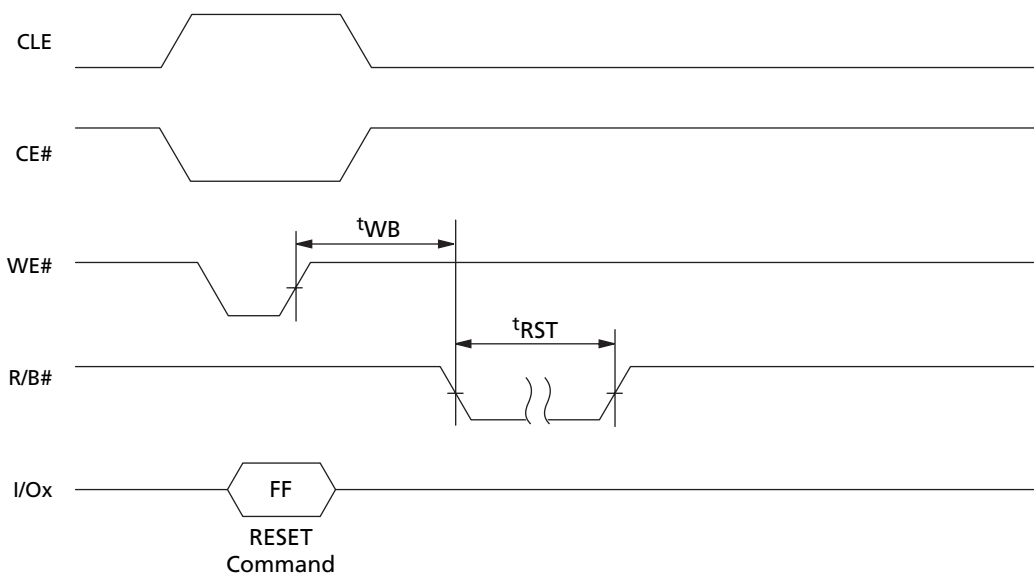 CLE
CE#
tWB
WE#
tRST
R/B#
I/Ox
FF
RESET
Command